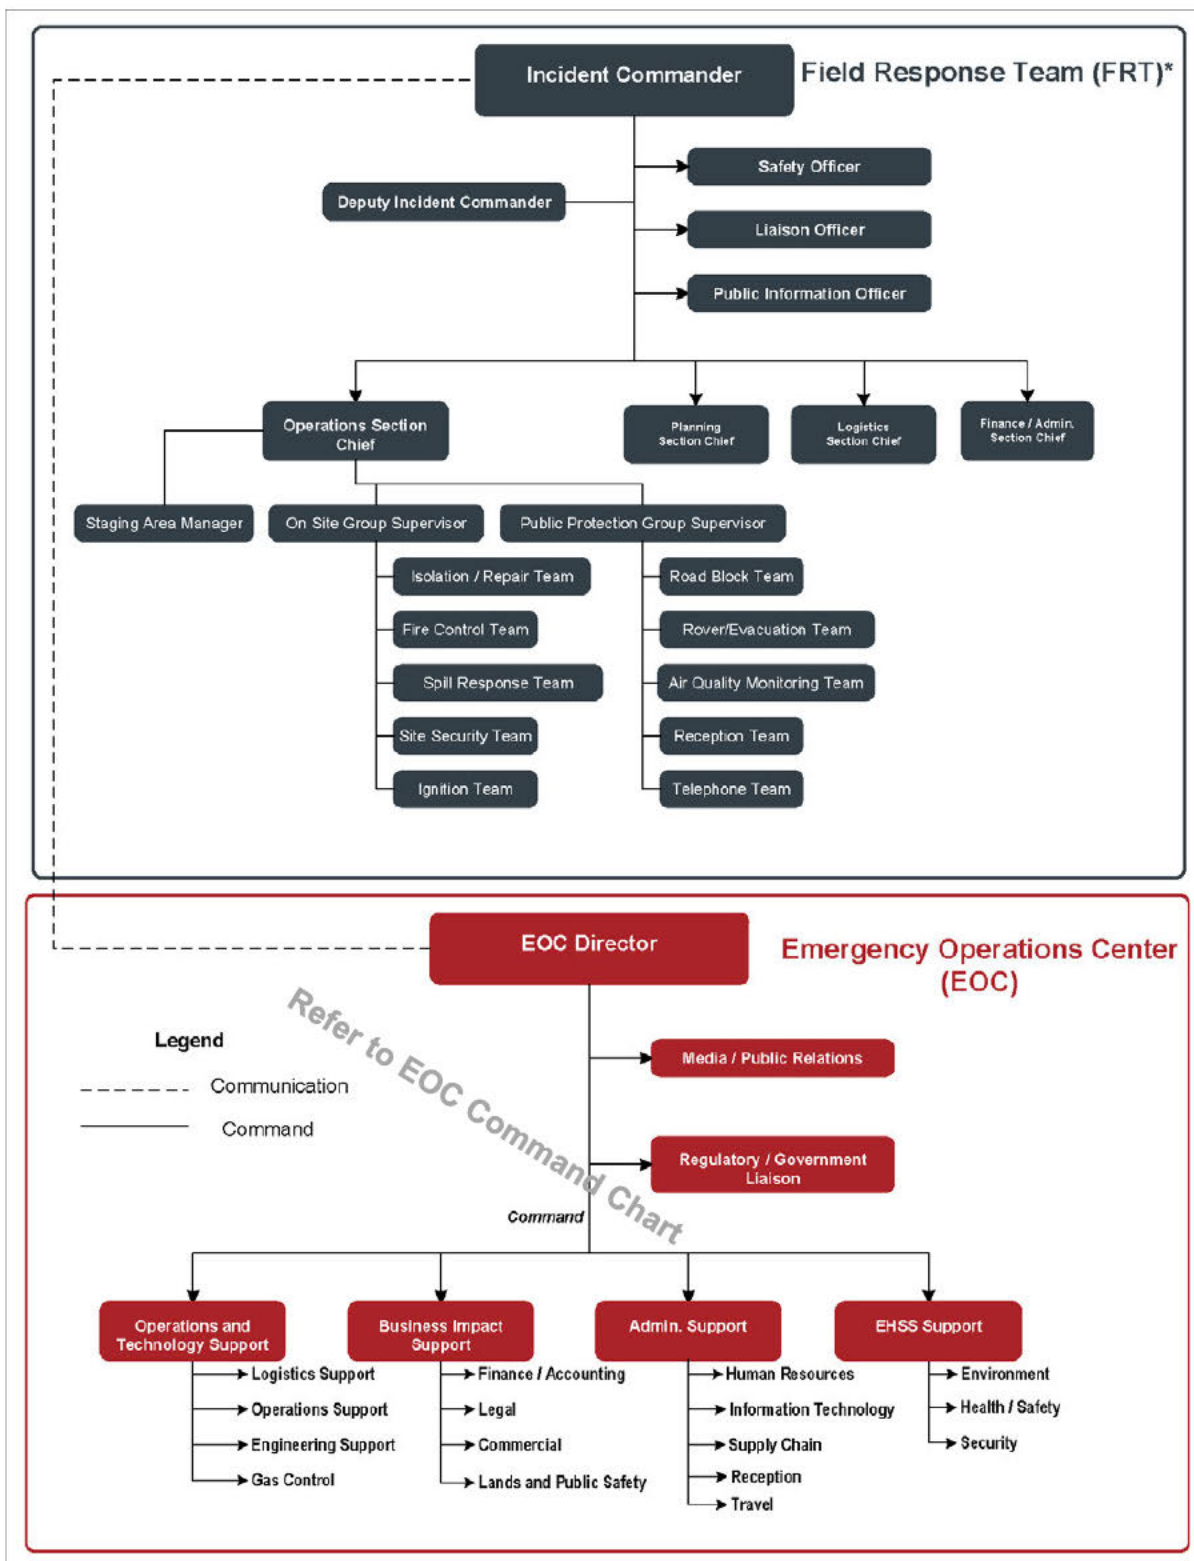 Incident Commander
Field Response Team (FRT)*
Safety Officer
Deputy Incident Commander
Liaison Officer
Public Information Officer
Operations Section
Chief
Planning
Section Chief
Logistics
Section Chief
Finance / Admin.
Section Chief
Staging Area Manager
On Site Group Supervisor
Public Protection Group Supervisor
Isolation / Repair Team
Fire Control Team
Spill Response Team
Site Security Team
Ignition Team
Road Block Team
Rover/Evacuation Team
Air Quality Monitoring Team
Reception Team
Telephone Team
EOC Director
Emergency Operations Center
(EOC)
Refer to EOC Command Chart
Legend
Communication
Command
Media / Public Relations
Regulatory / Government
Liaison
Command
Operations and
Technology Support
Logistics Support
Operations Support
Engineering Support
Gas Control
Business Impact
Support
Finance / Accounting
Legal
Commercial
Lands and Public Safety
Admin. Support
Human Resources
Information Technology
Supply Chain
Reception
Travel
EHSS Support
Environment
Health / Safety
Security